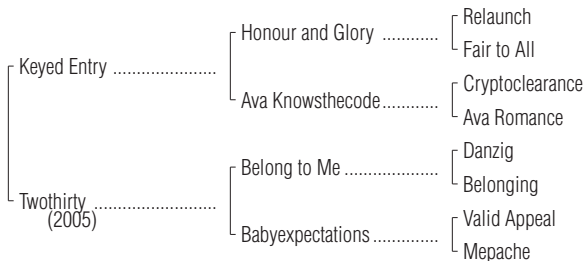 Relaunch
Honour and Glory ............
Fair to All
Keyed Entry ......................
Cryptoclearance
Ava Knowsthecode............
Ava Romance
Danzig
Belong to Me ....................
Belonging
Twothirty ..........................
(2005)
Valid Appeal
Babyexpectations..............
Mepache